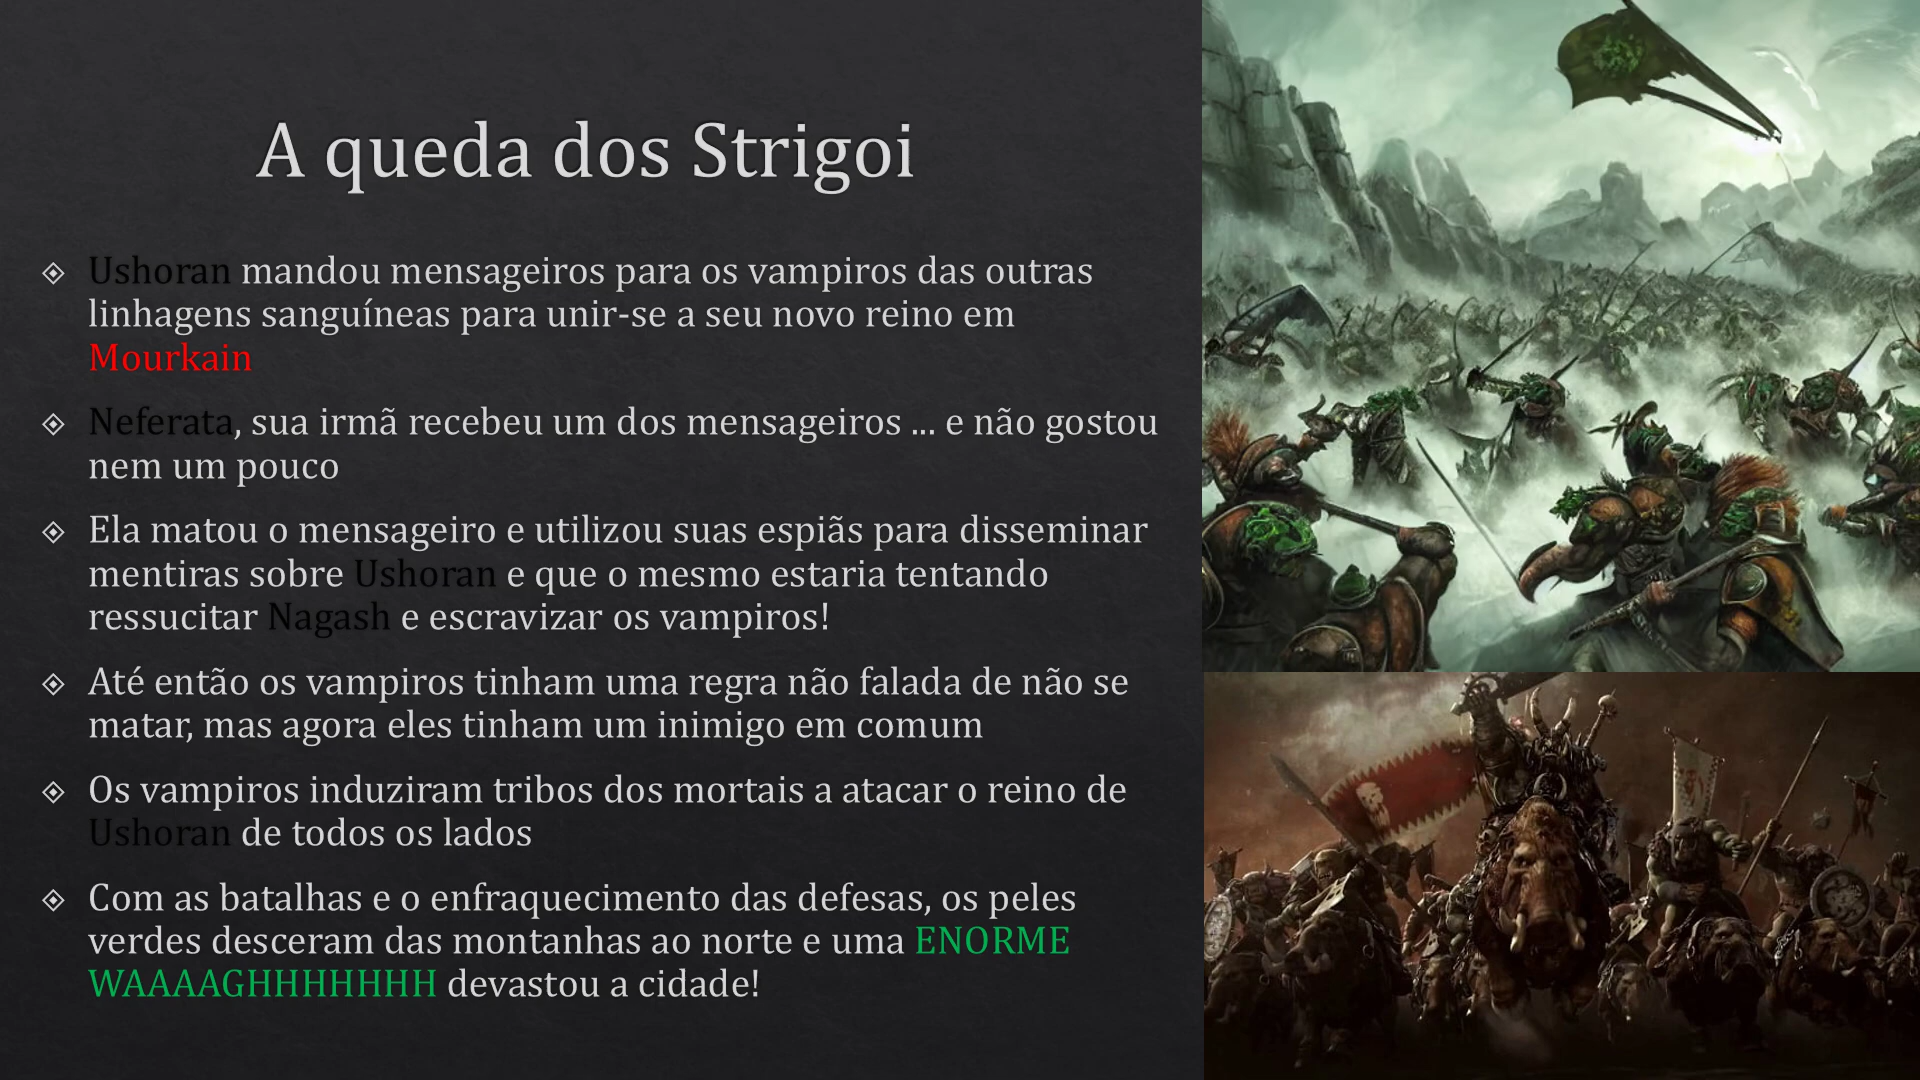 A queda dos Strigoi
Ushoran mandou mensageiros para os vampiros das outras
linhagens sanguíneas para unir-se a seu novo reino em
Mourkain
Neferata, sua irmã recebeu um dos mensageiros ... e não gostou
nem um pouco
Ela matou o mensageiro e utilizou suas espiãs para disseminar
mentiras sobre Ushoran e que o mesmo estaria tentando
ressucitar Nagash e escravizar os vampiros!
Até então os vampiros tinham uma regra não falada de não se
matar, mas agora eles tinham um inimigo em comum
Os vampiros induziram tribos dos mortais a atacar o reino de
Ushoran de todos os lados
Com as batalhas e o enfraquecimento das defesas, os peles
verdes desceram das montanhas ao norte e uma ENORME
WAAAAGHHHHHHH devastou a cidade!